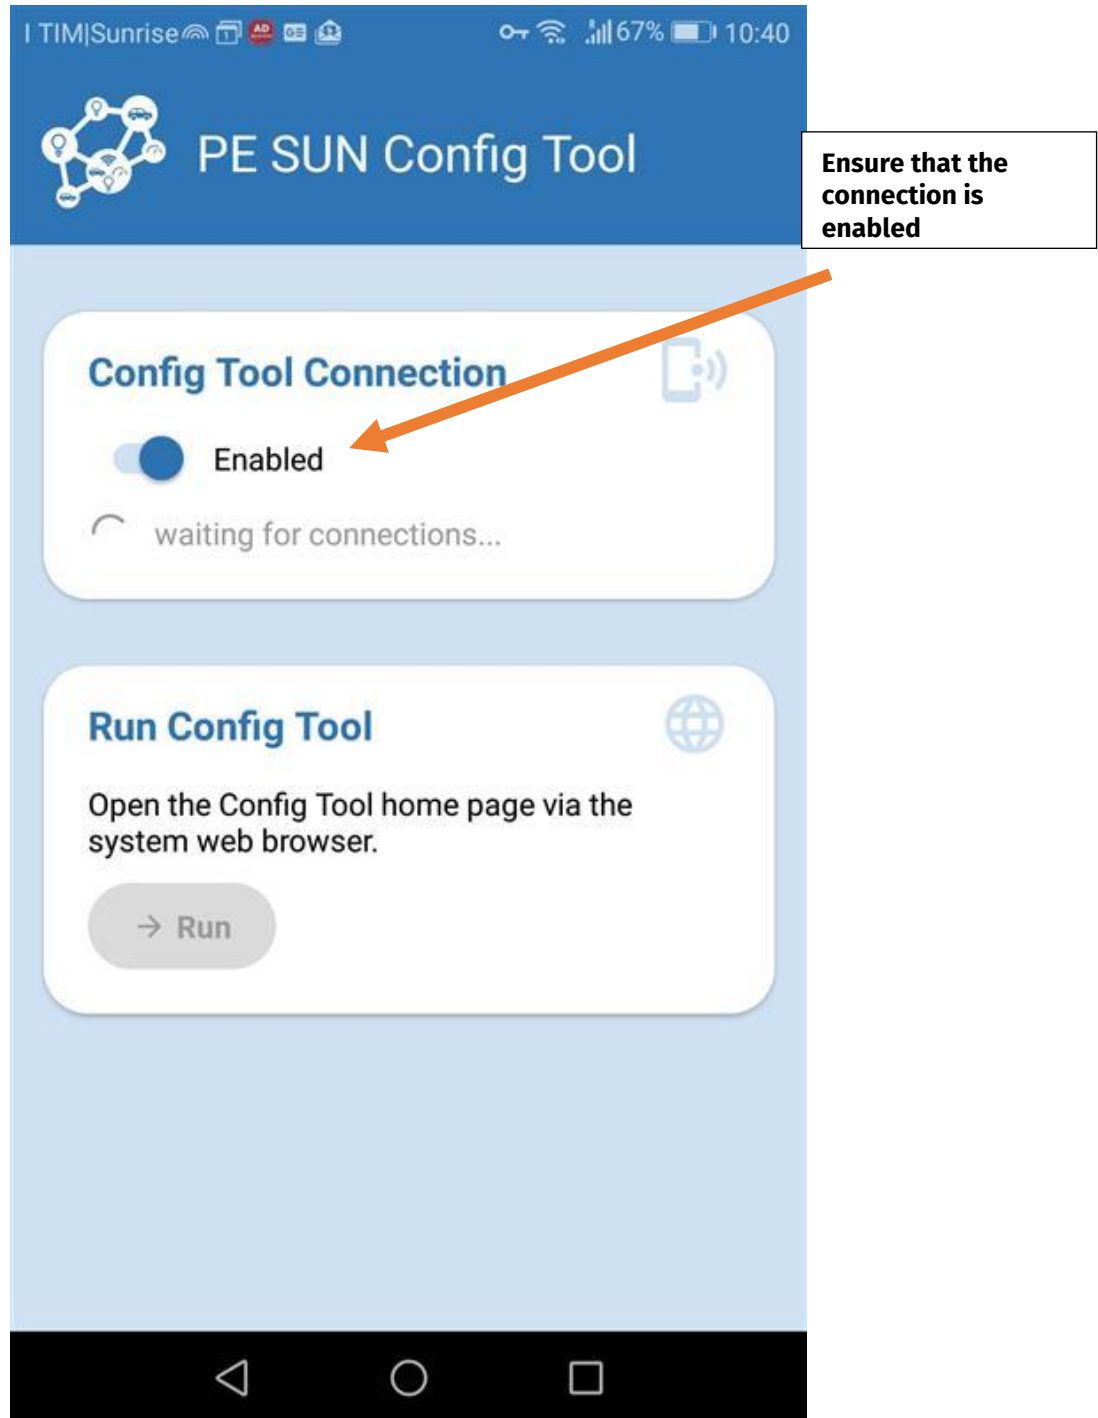 I TIM|Sunrise 67% 10:40
PE SUN Config Tool
Ensure that the
connection is
enabled
Config Tool Connection
Enabled
waiting for connections...
Run Config Tool
Open the Config Tool home page via the
system web browser.
→ Run